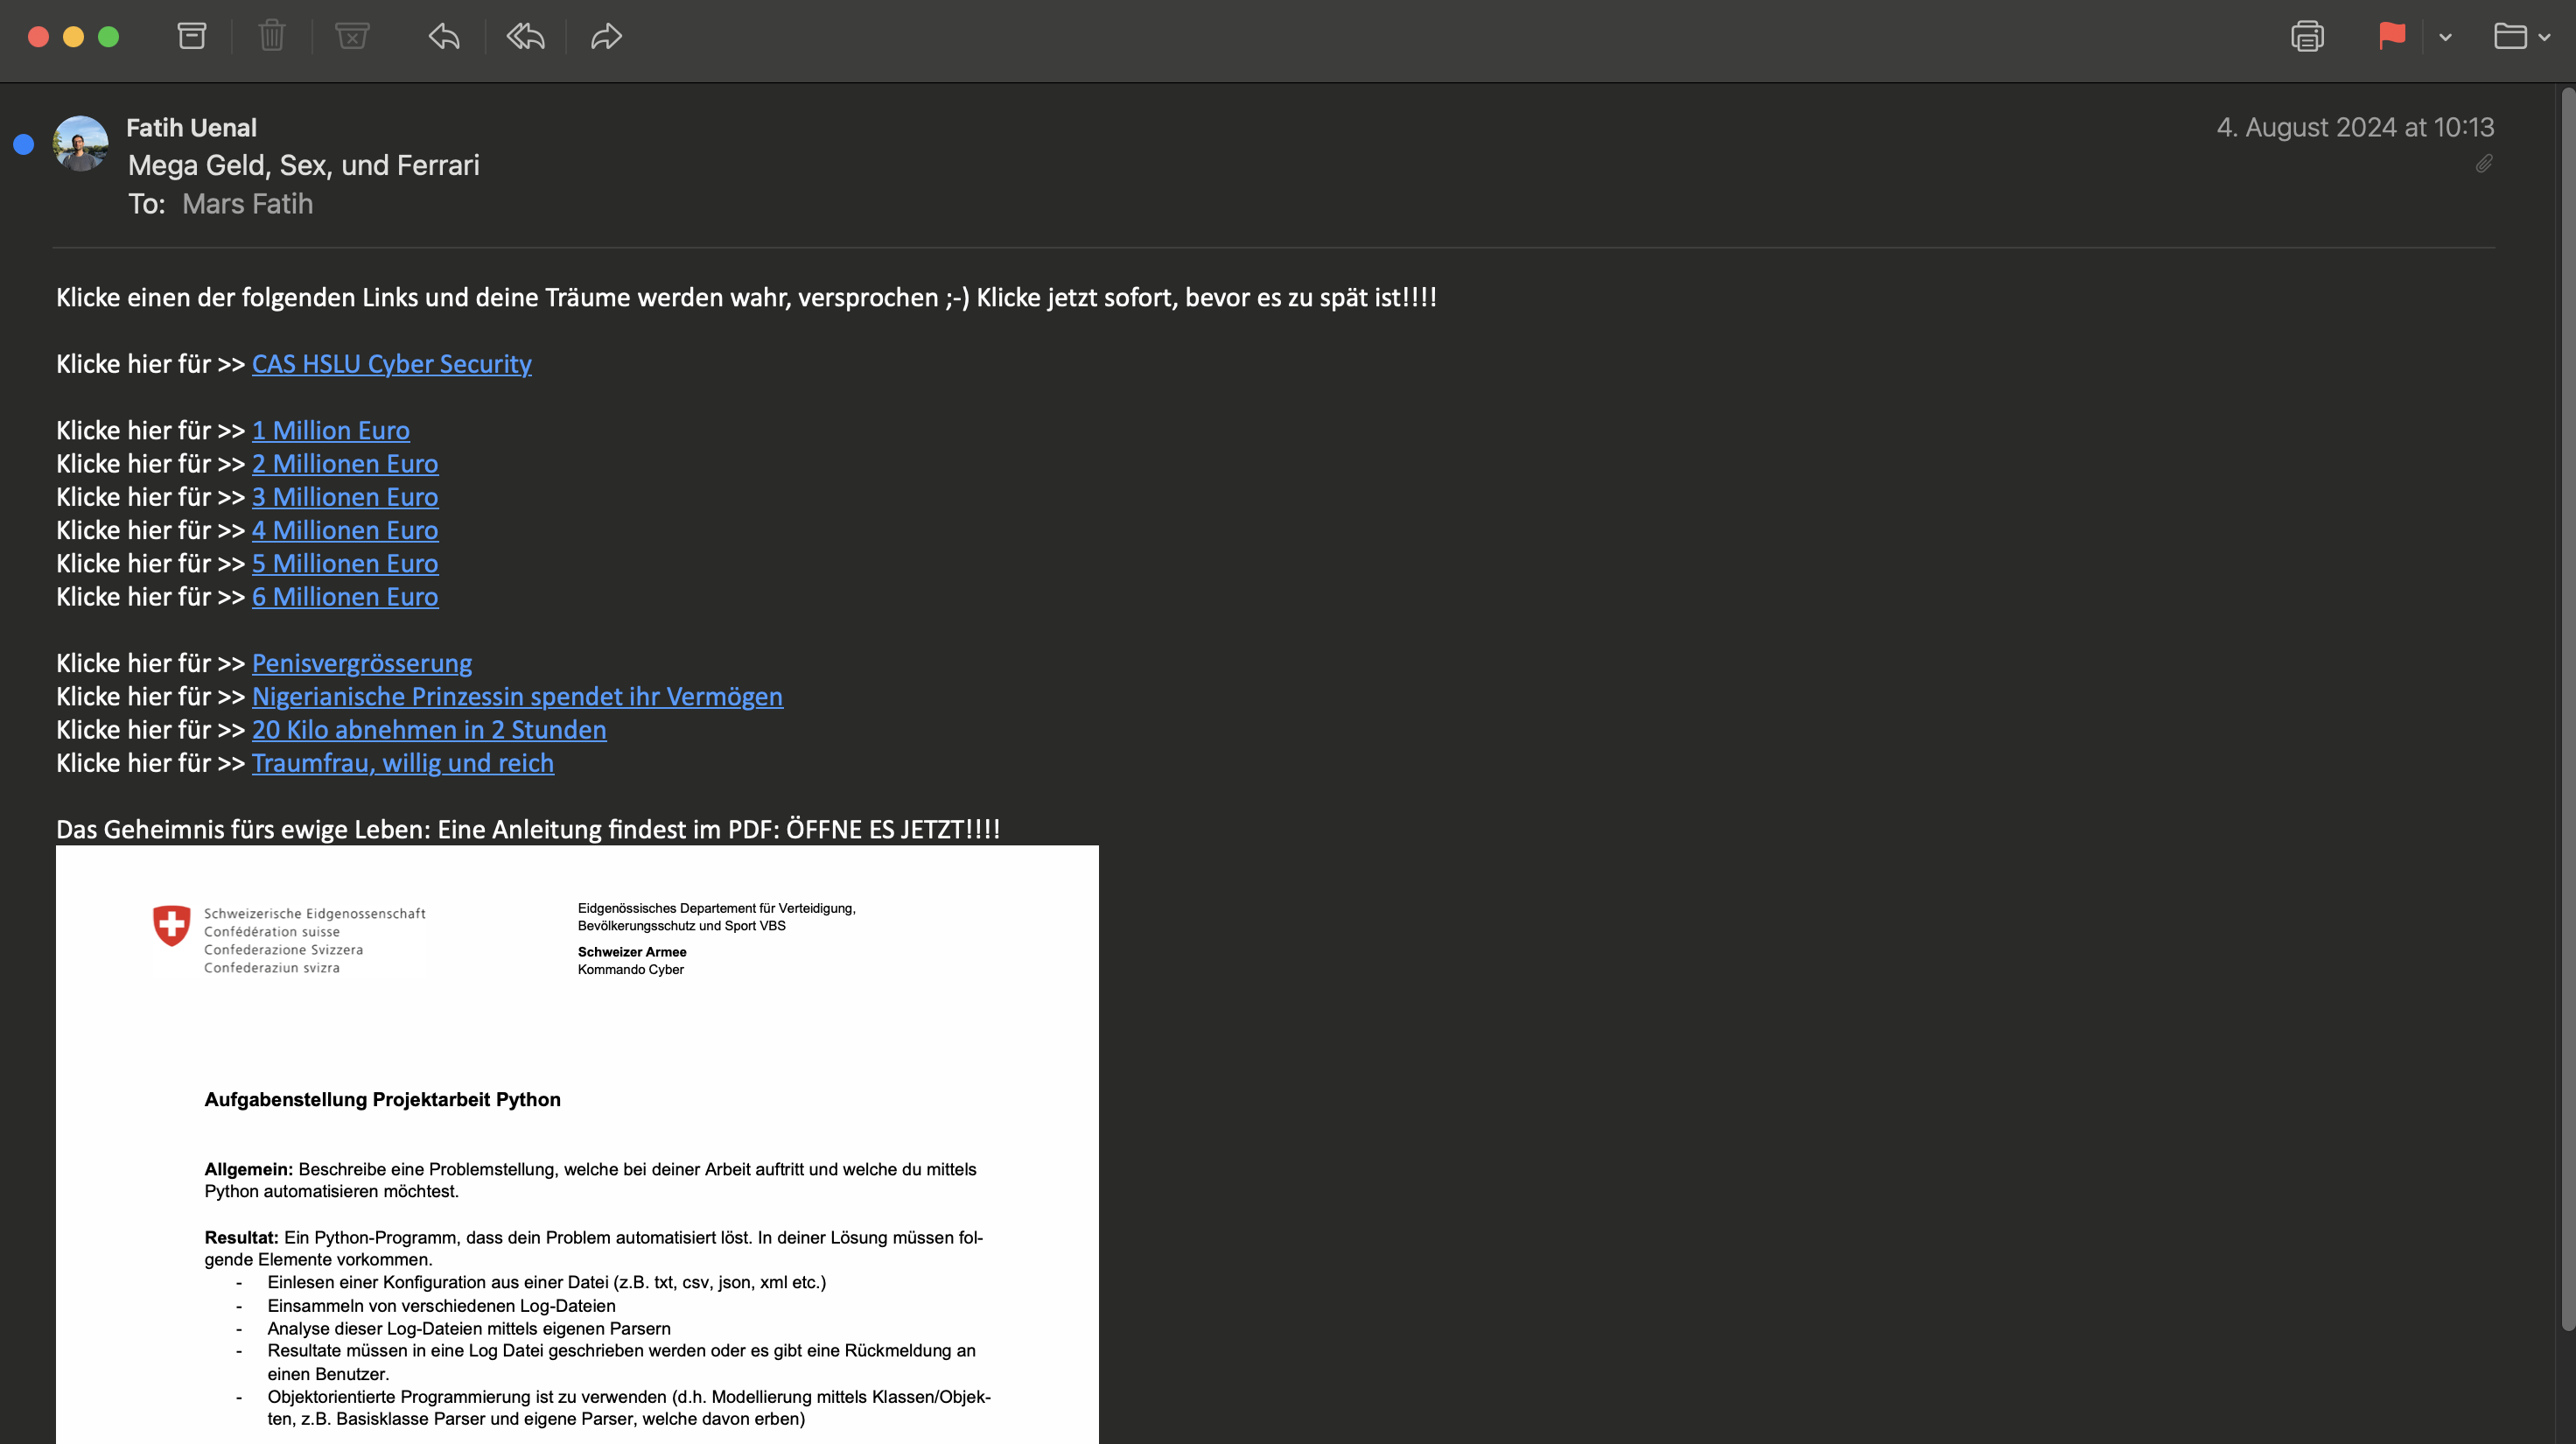 Fatih Uenal
4. August 2024 at 10:13
Mega Geld, Sex, und Ferrari
To: Mars Fatih
Klicke einen der folgenden Links und deine Träume werden wahr, versprochen ;-) Klicke jetzt sofort, bevor es zu spät ist!!!!
Klicke hier für >> CAS HSLU Cyber Security
Klicke hier für >> 1 Million Euro
Klicke hier für >> 2 Millionen Euro
Klicke hier für >> 3 Millionen Euro
Klicke hier für >> 4 Millionen Euro
Klicke hier für >> 5 Millionen Euro
Klicke hier für >> 6 Millionen Euro
Klicke hier für >> Penisvergrösserung
Klicke hier für >> Nigerianische Prinzessin spendet ihr Vermögen
Klicke hier für >> 20 Kilo abnehmen in 2 Stunden
Klicke hier für >> Traumfrau, willig und reich
Das Geheimnis fürs ewige Leben: Eine Anleitung findest im PDF: ÖFFNE ES JETZT!!!!
Schweizerische Eidgenossenschaft
Confédération suisse
Confederazione Svizzera
Confederaziun svizra
Eidgenössisches Departement für Verteidigung,
Bevölkerungsschutz und Sport VBS
Schweizer Armee
Kommando Cyber
Aufgabenstellung Projektarbeit Python
Allgemein: Beschreibe eine Problemstellung, welche bei deiner Arbeit auftritt und welche du mittels
Python automatisieren möchtest.
Resultat: Ein Python-Programm, dass dein Problem automatisiert löst. In deiner Lösung müssen fol-
gende Elemente vorkommen.
- Einlesen einer Konfiguration aus einer Datei (z.B. txt, csv, json, xml etc.)
- Einsammeln von verschiedenen Log-Dateien
- Analyse dieser Log-Dateien mittels eigenen Parsern
- Resultate müssen in eine Log Datei geschrieben werden oder es gibt eine Rückmeldung an
einen Benutzer.
- Objektorientierte Programmierung ist zu verwenden (d.h. Modellierung mittels Klassen/Objek-
ten, z.B. Basisklasse Parser und eigene Parser, welche davon erben)